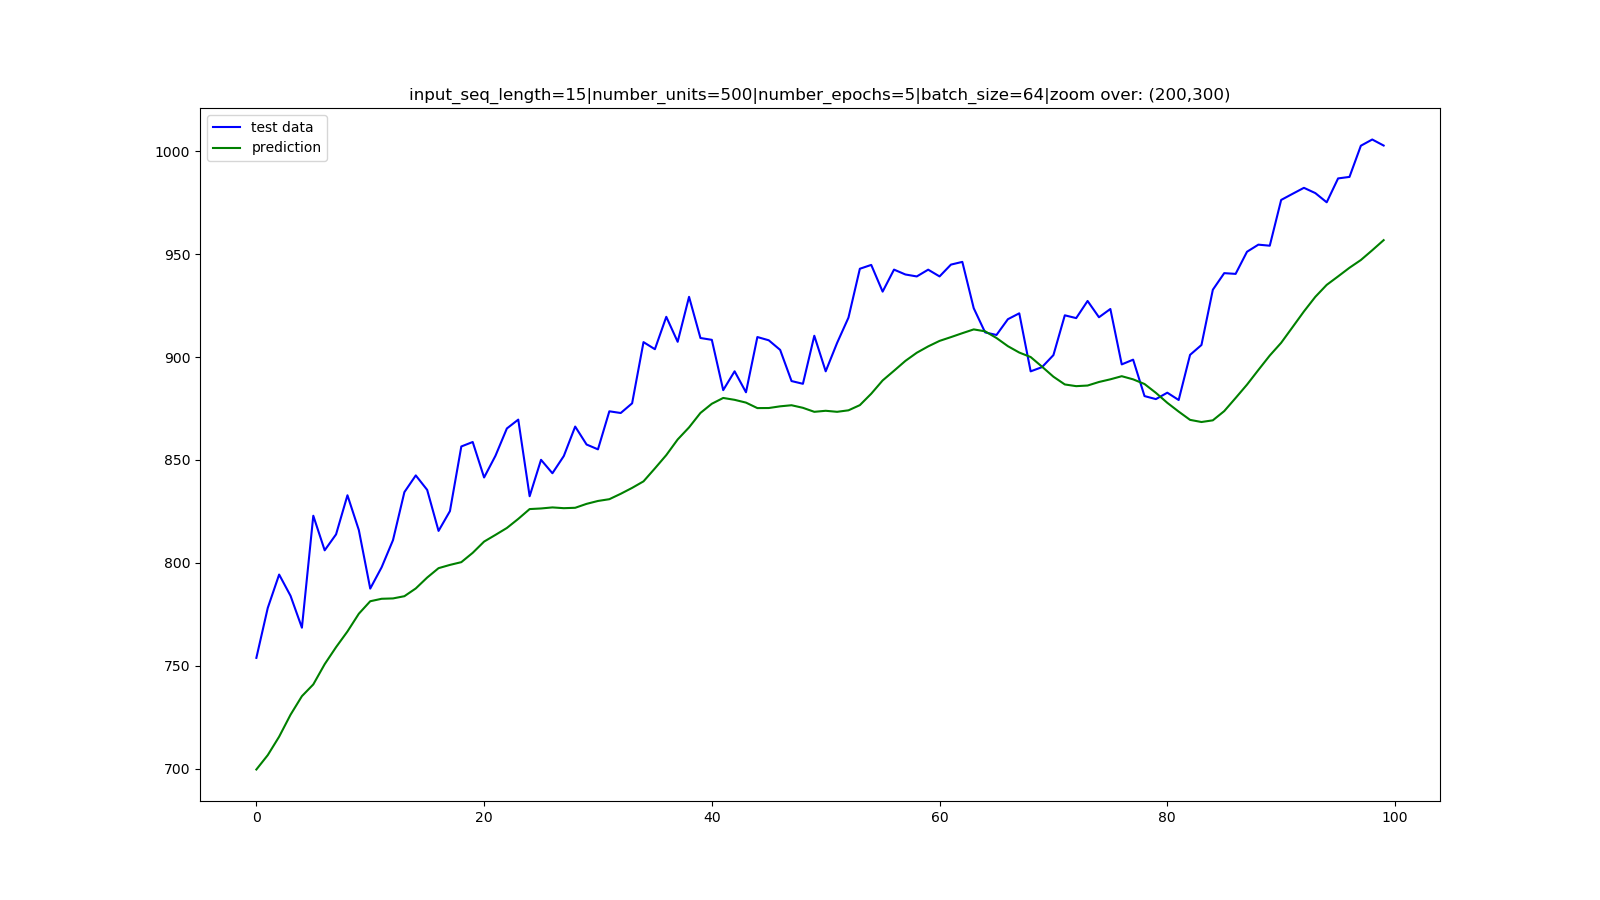 input_seq_length=15|number_units=500|number_epochs=5|batch_size=64|zoom over: (200,300)
test data
prediction
1000
950
900
850
800
750
700
0 20 40 60 80 100